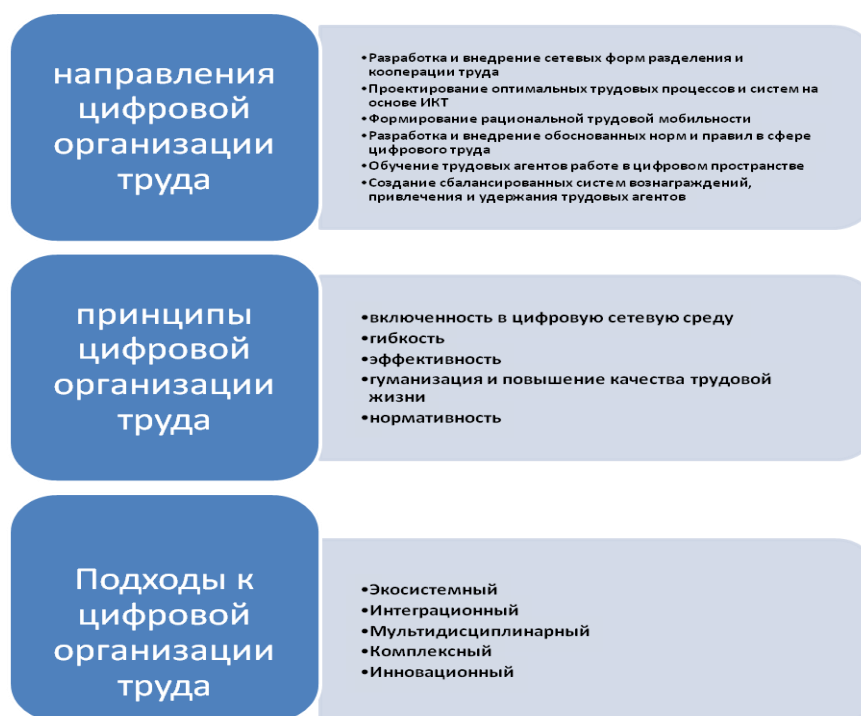 направления
цифровой
организации
труда
•Разработка и внедрение сетевых форм разделения и
кооперации труда
•Проектирование оптимальных трудовых процессов и систем на
основе ИКТ
•Формирование рациональной трудовой мобильности
•Разработка и внедрение обоснованных норм и правил в сфере
цифрового труда
•Обучение трудовых агентов работе в цифровом пространстве
•Создание сбалансированных систем вознаграждений,
привлечения и удержания трудовых агентов
принципы
цифровой
организации
труда
•включенность в цифровую сетевую среду
•гибкость
•эффективность
•гуманизация и повышение качества трудовой
жизни
•нормативность
Подходы к
цифровой
организации
труда
•Экосистемный
•Интеграционный
•Мультидисциплинарный
•Комплексный
•Инновационный